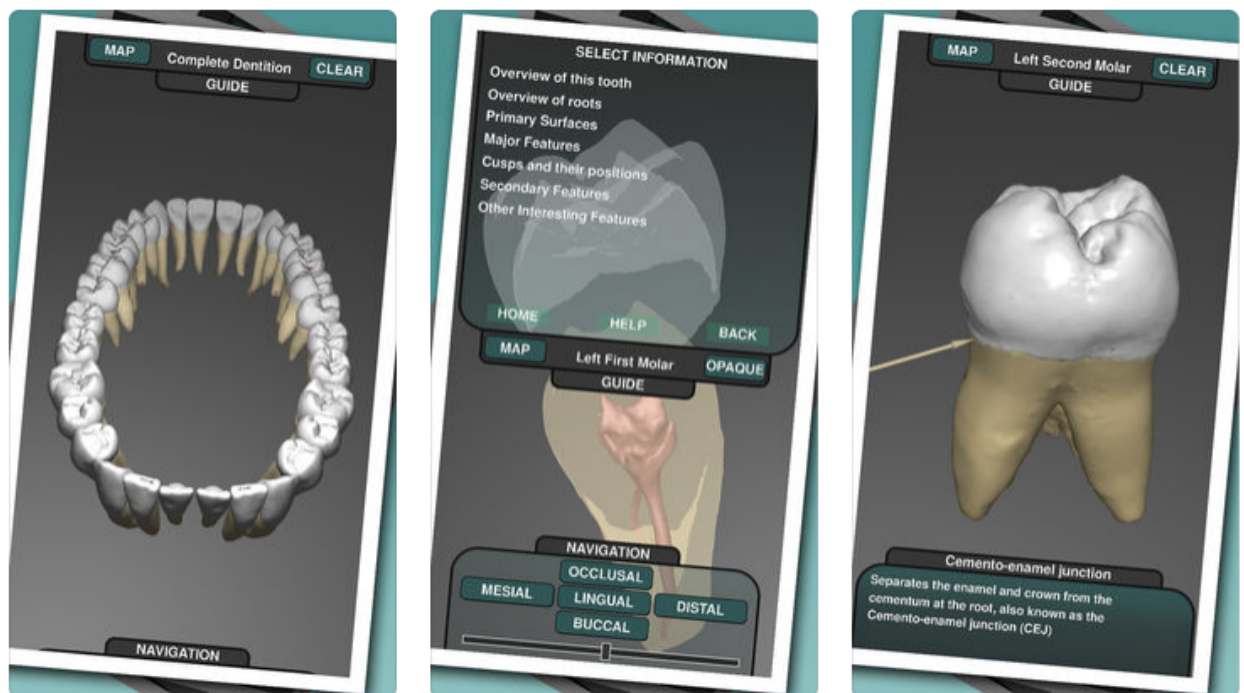 MAP
Complete Dentition
CLEAR
GUIDE
NAVIGATION
SELECT INFORMATION
Overview of this tooth
Overview of roots
Primary Surfaces
Major Features
Cusps and their positions
Secondary Features
Other Interesting Features
HOME
HELP
BACK
MAP
Left First Molar
OPAQUE
GUIDE
NAVIGATION
OCCLUSAL
MESIAL
LINGUAL
DISTAL
BUCCAL
MAP
Left Second Molar
CLEAR
GUIDE
Cemento-enamel junction
Separates the enamel and crown from the
cementum at the root, also known as the
Cemento-enamel junction (CEJ)